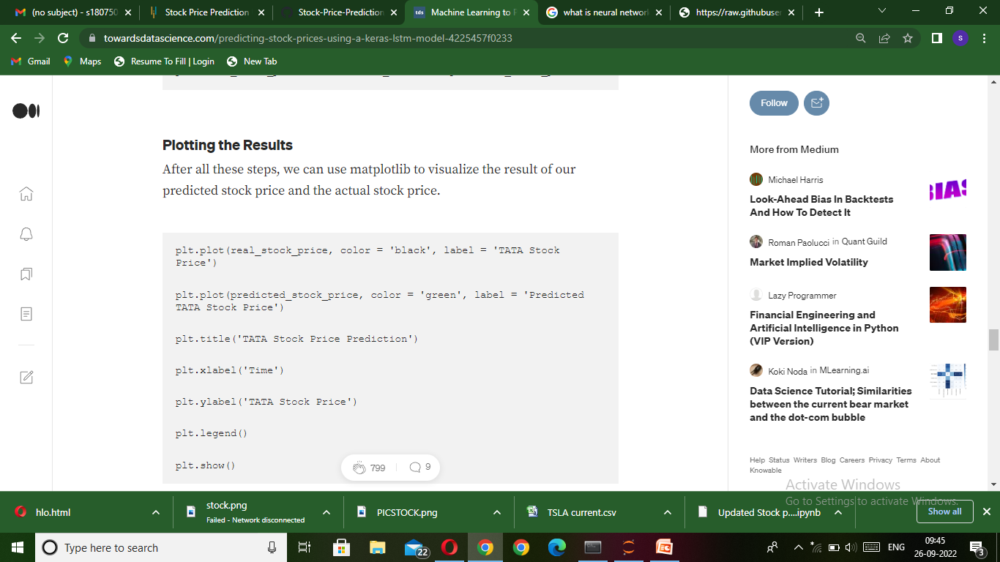 (no subject) - s180750
Stock Price Prediction
Stock-Price-Prediction
tds
Machine Learning to P
what is neural networ
https://raw.githubuser
towardsdatascience.com/predicting-stock-prices-using-a-keras-lstm-model-4225457f0233
S
Gmail
Maps
Resume To Fill | Login
New Tab
Plotting the Results
After all these steps, we can use matplotlib to visualize the result of our
predicted stock price and the actual stock price.
plt.plot(real_stock_price, color = 'black', label = 'TATA Stock
Price')
plt.plot(predicted_stock_price, color = 'green', label = 'Predicted
TATA Stock Price')
plt.title('TATA Stock Price Prediction')
plt.xlabel('Time')
plt.ylabel('TATA Stock Price')
plt.legend()
plt.show()
799
9
Follow
More from Medium
Michael Harris
Look-Ahead Bias In Backtests
And How To Detect It
BIAS
Roman Paolucci in Quant Guild
Market Implied Volatility
Lazy Programmer
Financial Engineering and
Artificial Intelligence in Python
(VIP Version)
Koki Noda in MLearning.ai
Data Science Tutorial; Similarities
between the current bear market
and the dot-com bubble
Help Status Writers Blog Careers Privacy Terms About
Knowable
Activate Windows
Go to Settings to activate Windows.
hlo.html
stock.png
Failed - Network disconnected
PICSTOCK.png
TSLA current.csv
Updated Stock p....ipynb
Show all
Type here to search
22
ENG
09:45
26-09-2022
3